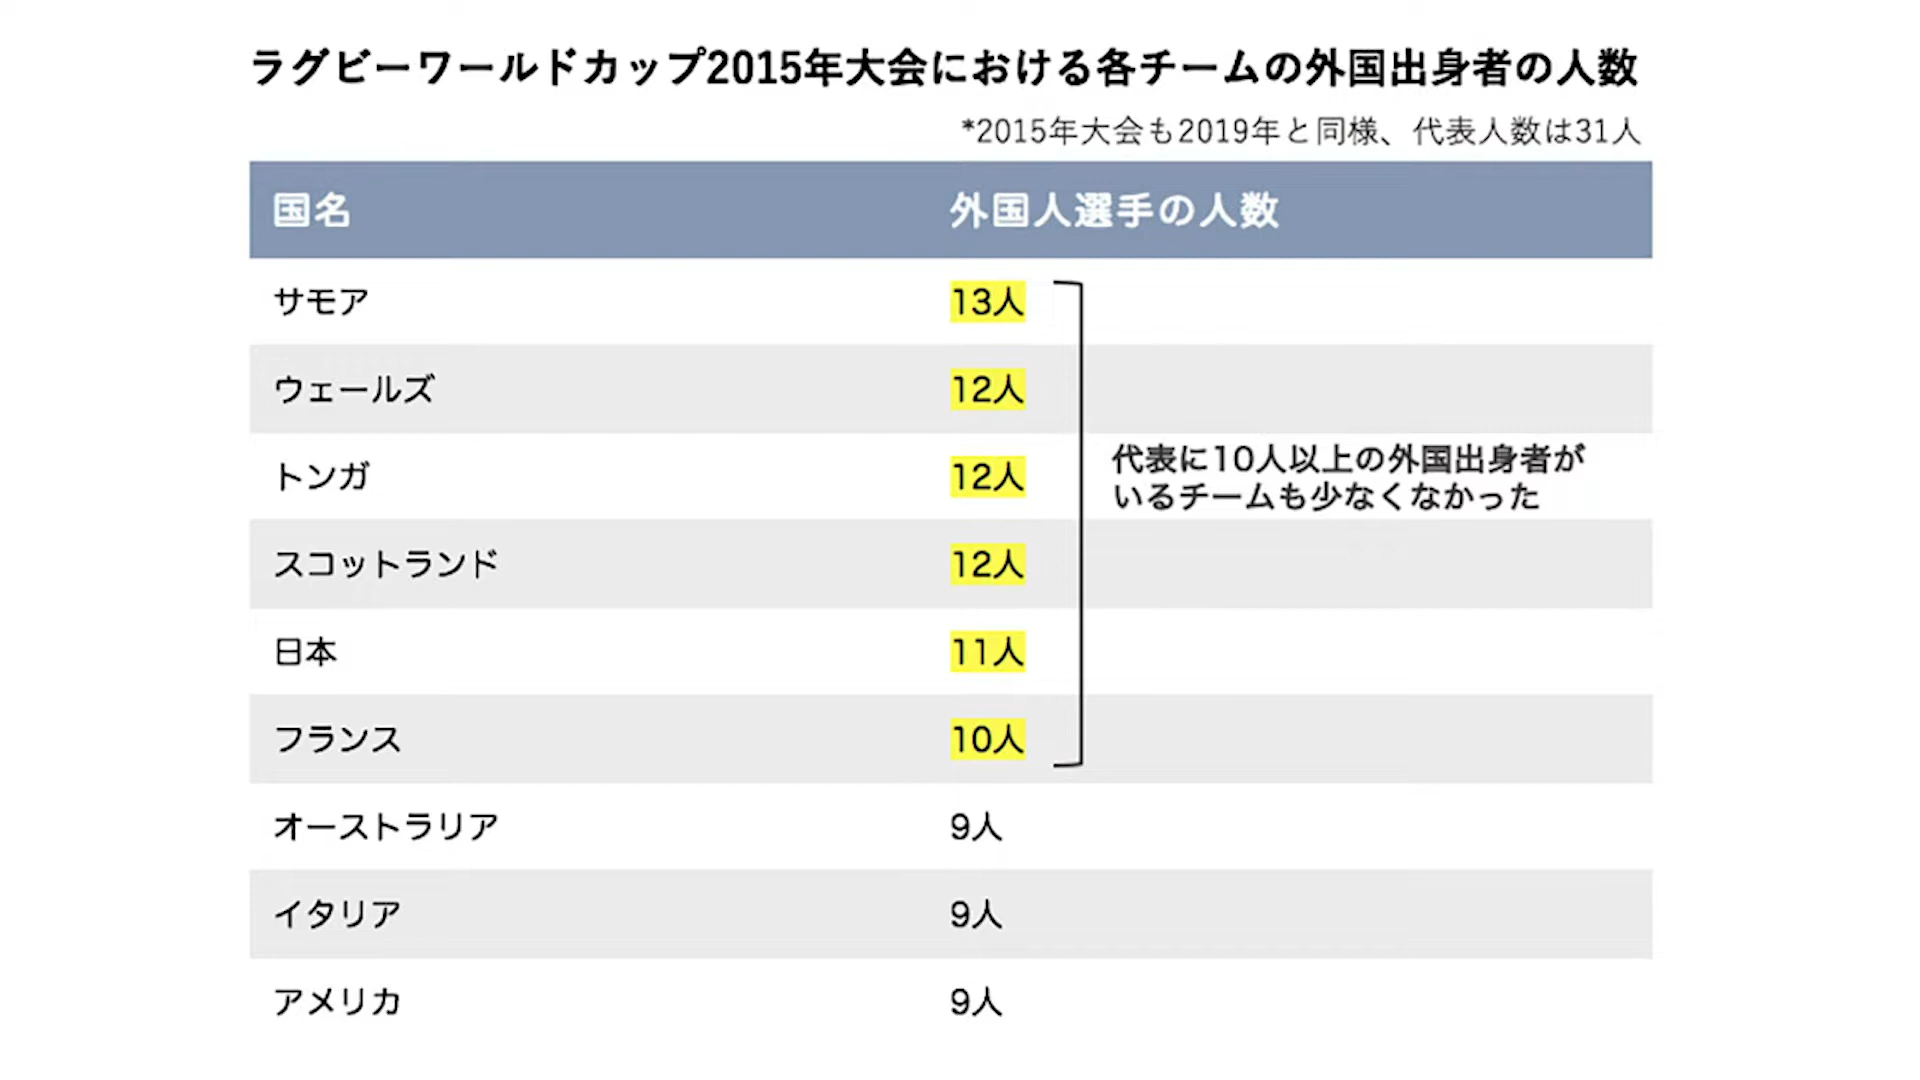 ラグビーワールドカップ2015年大会における各チームの外国出身者の人数
*2015年大会も2019年と同様、代表人数は31人
国名 外国人選手の人数
サモア 13人
ウェールズ 12人
トンガ 12人
代表に10人以上の外国出身者が
いるチームも少なくなかった
スコットランド 12人
日本 11人
フランス 10人
オーストラリア 9人
イタリア 9人
アメリカ 9人